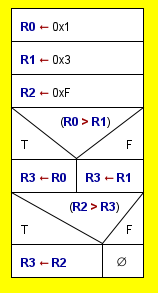 R0 ← 0x1
R1 ← 0x3
R2 ← 0xF
(R0 > R1)
T F
R3 ← R0 R3 ← R1
(R2 > R3)
T F
R3 ← R2 ∅